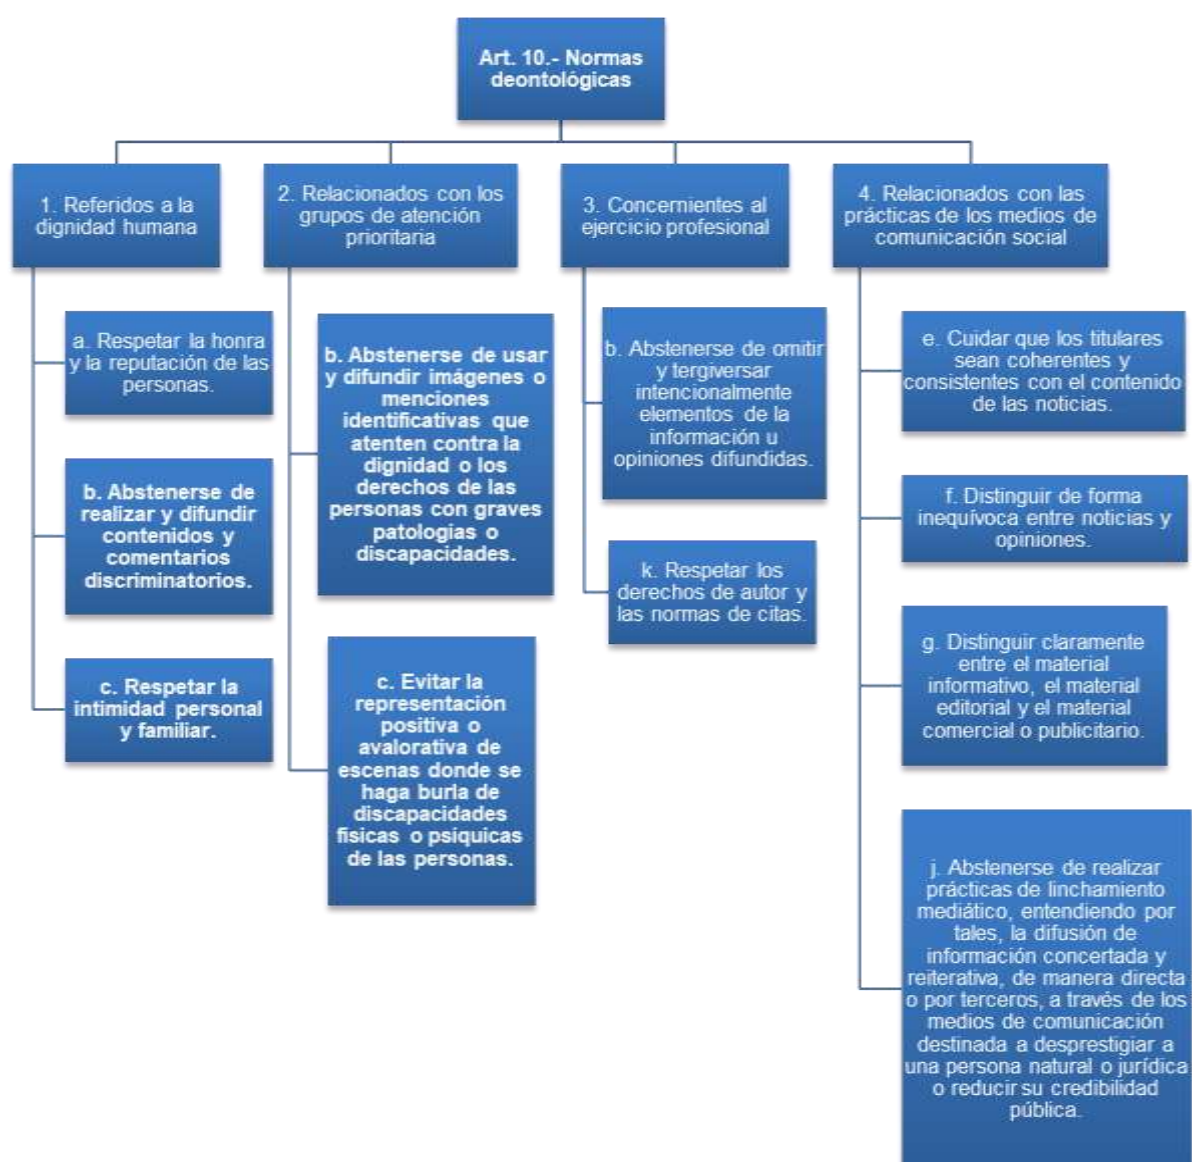 Art. 10.- Normas
deontológicas
1. Referidos a la
dignidad humana
a. Respetar la honra
y la reputación de las
personas.
b. Abstenerse de
realizar y difundir
contenidos y
comentarios
discriminatorios.
c. Respetar la
intimidad personal
y familiar.
2. Relacionados con los
grupos de atención
prioritaria
b. Abstenerse de usar
y difundir imágenes o
menciones
identificativas que
atenten contra la
dignidad o los
derechos de las
personas con graves
patologías o
discapacidades.
c. Evitar la
representación
positiva o
avalorativa de
escenas donde se
haga burla de
discapacidades
físicas o psíquicas
de las personas.
3. Concernientes al
ejercicio profesional
b. Abstenerse de omitir
y tergiversar
intencionalmente
elementos de la
información u
opiniones difundidas.
k. Respetar los
derechos de autor y
las normas de citas.
4. Relacionados con las
prácticas de los medios de
comunicación social
e. Cuidar que los titulares
sean coherentes y
consistentes con el contenido
de las noticias.
f. Distinguir de forma
inequívoca entre noticias y
opiniones.
g. Distinguir claramente
entre el material
informativo, el material
editorial y el material
comercial o publicitario.
j. Abstenerse de realizar
prácticas de linchamiento
mediático, entendiendo por
tales, la difusión de
información concertada y
reiterativa, de manera directa
o por terceros, a través de los
medios de comunicación
destinada a desprestigiar a
una persona natural o jurídica
o reducir su credibilidad
pública.